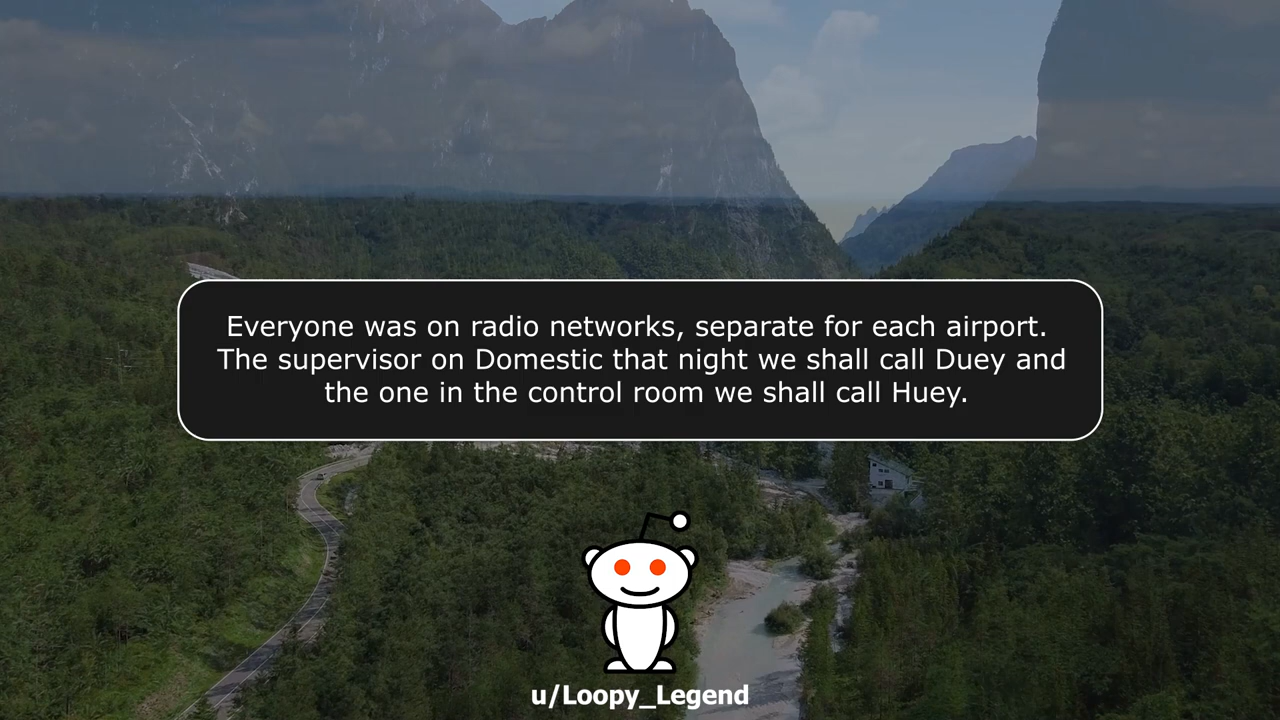 Everyone was on radio networks, separate for each airport.
The supervisor on Domestic that night we shall call Duey and
the one in the control room we shall call Huey.
u/Loopy_Legend